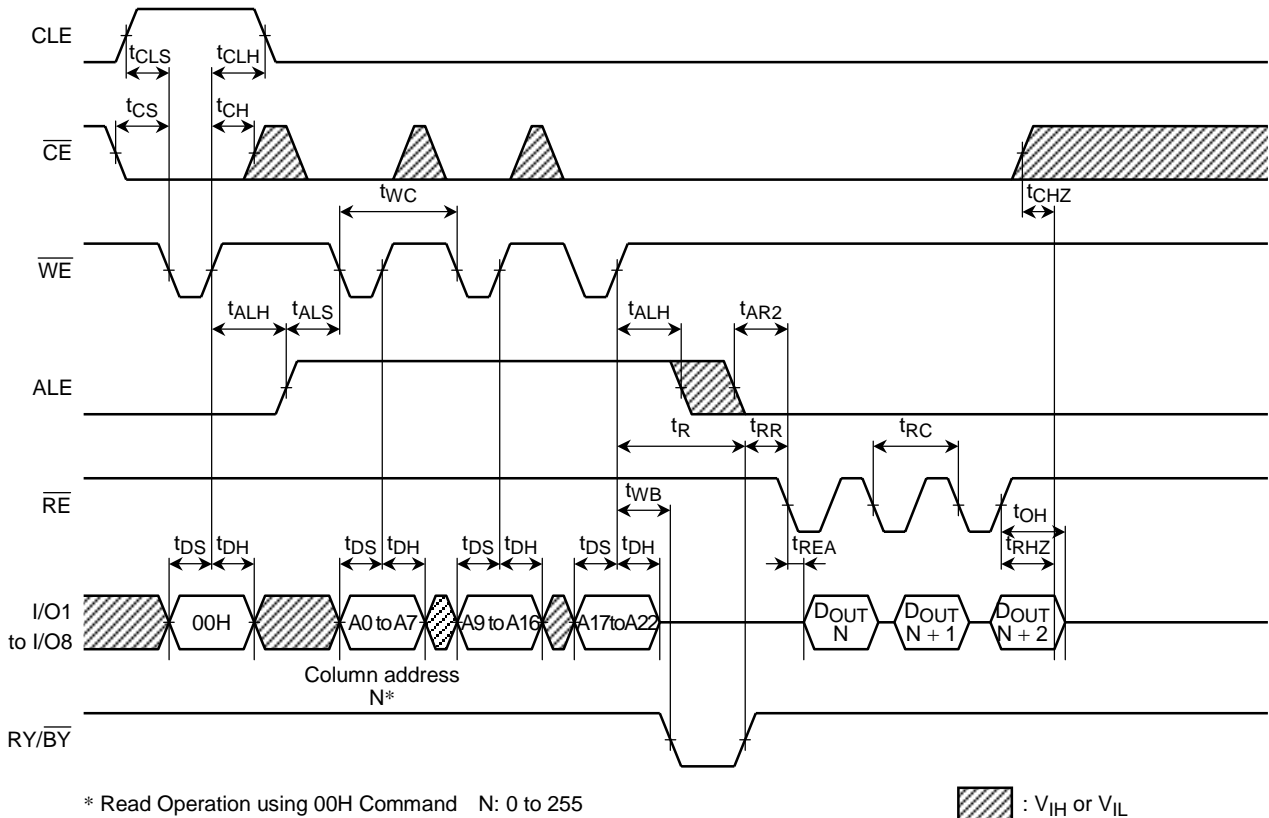 CLE
tCLS
tCLH
tCS
tCH
CE
tWC
tCHZ
WE
tALH
tALS
tALH
tAR2
ALE
tR
tRR
tRC
RE
tWB
tOH
tDS
tDH
tDS
tDH
tDS
tDH
tDS
tDH
tREA
tRHZ
I/O1
to I/O8
00H
A0 to A7
A9 to A16
A17 to A22
DOUT
N
DOUT
N + 1
DOUT
N + 2
Column address
N*
RY/BY
* Read Operation using 00H Command N: 0 to 255
: VIH or VIL